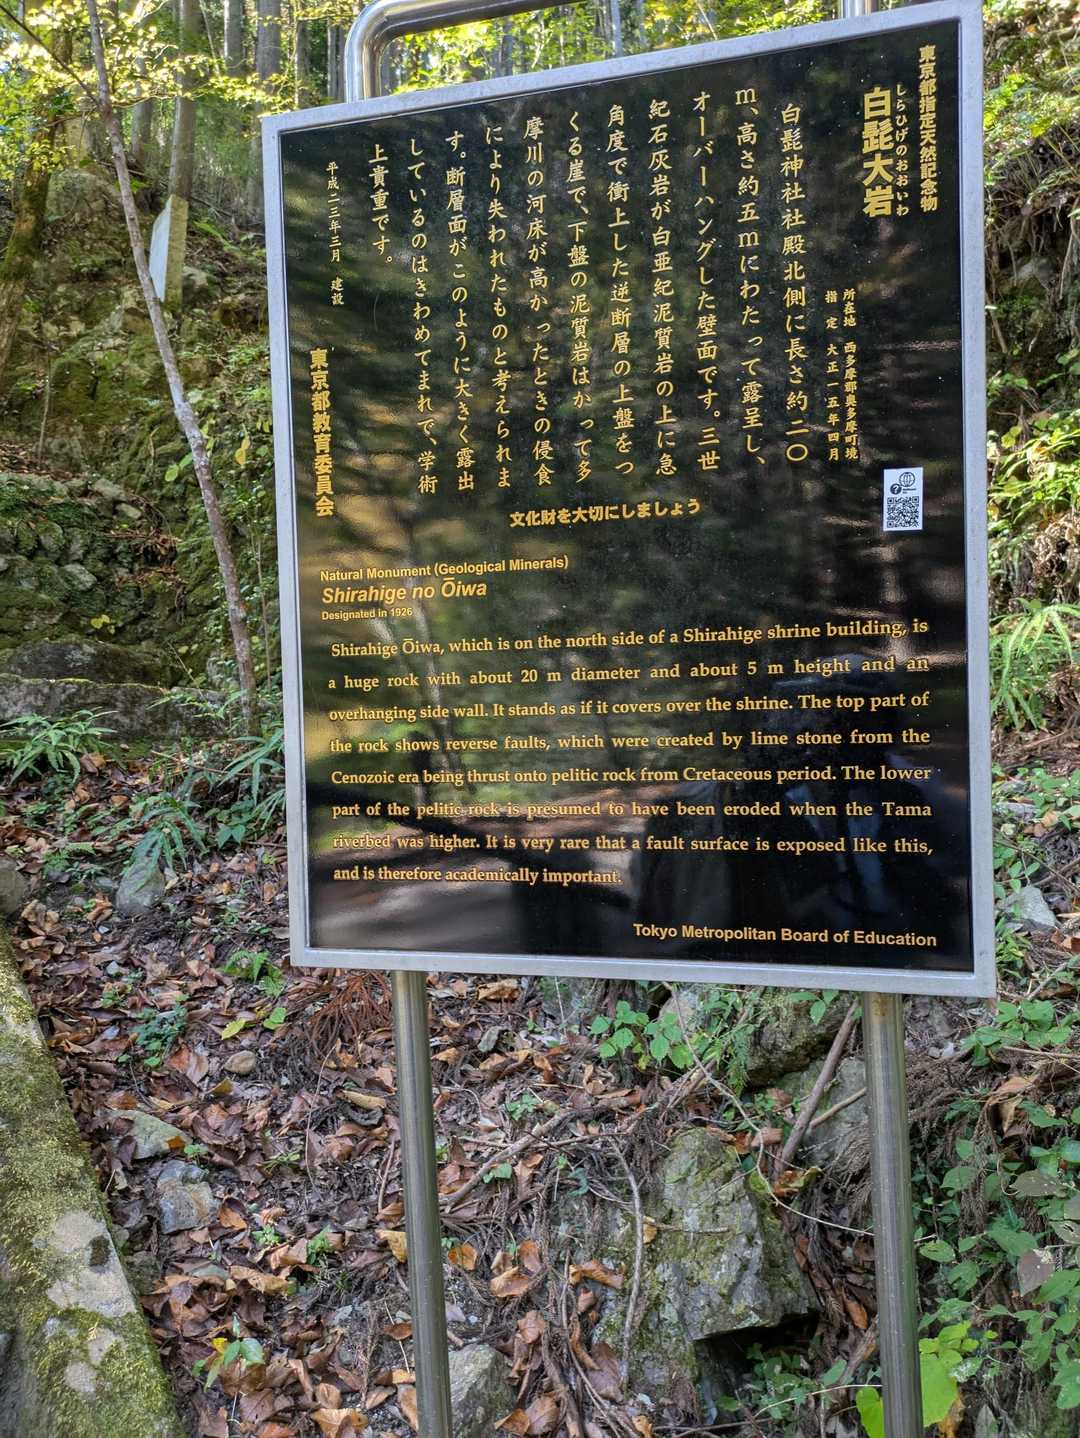 東京都指定天然記念物
しらひげのおおいわ
白髭大岩
所在地 西多摩郡奥多摩町境
指定 大正一五年四月
白髭神社社殿北側に長さ約二〇
m、高さ約五mにわたって露呈し、
オーバーハングした壁面です。三世
紀石灰岩が白亜紀泥質岩の上に急
角度で衝上した逆断層の上盤をつ
くる崖で、下盤の泥質岩はかって多
摩川の河床が高かったときの侵食
により失われたものと考えられま
す。断層面がこのように大きく露出
しているのはきわめてまれで、学術
上貴重です。
平成二三年三月 建設
東京都教育委員会
文化財を大切にしましょう
Natural Monument (Geological Minerals)
Shirahige no Ōiwa
Designated in 1926
Shirahige Ōiwa, which is on the north side of a Shirahige shrine building, is
a huge rock with about 20 m diameter and about 5 m height and an
overhanging side wall. It stands as if it covers over the shrine. The top part of
the rock shows reverse faults, which were created by lime stone from the
Cenozoic era being thrust onto pelitic rock from Cretaceous period. The lower
part of the pelitic rock is presumed to have been eroded when the Tama
riverbed was higher. It is very rare that a fault surface is exposed like this,
and is therefore academically important.
Tokyo Metropolitan Board of Education